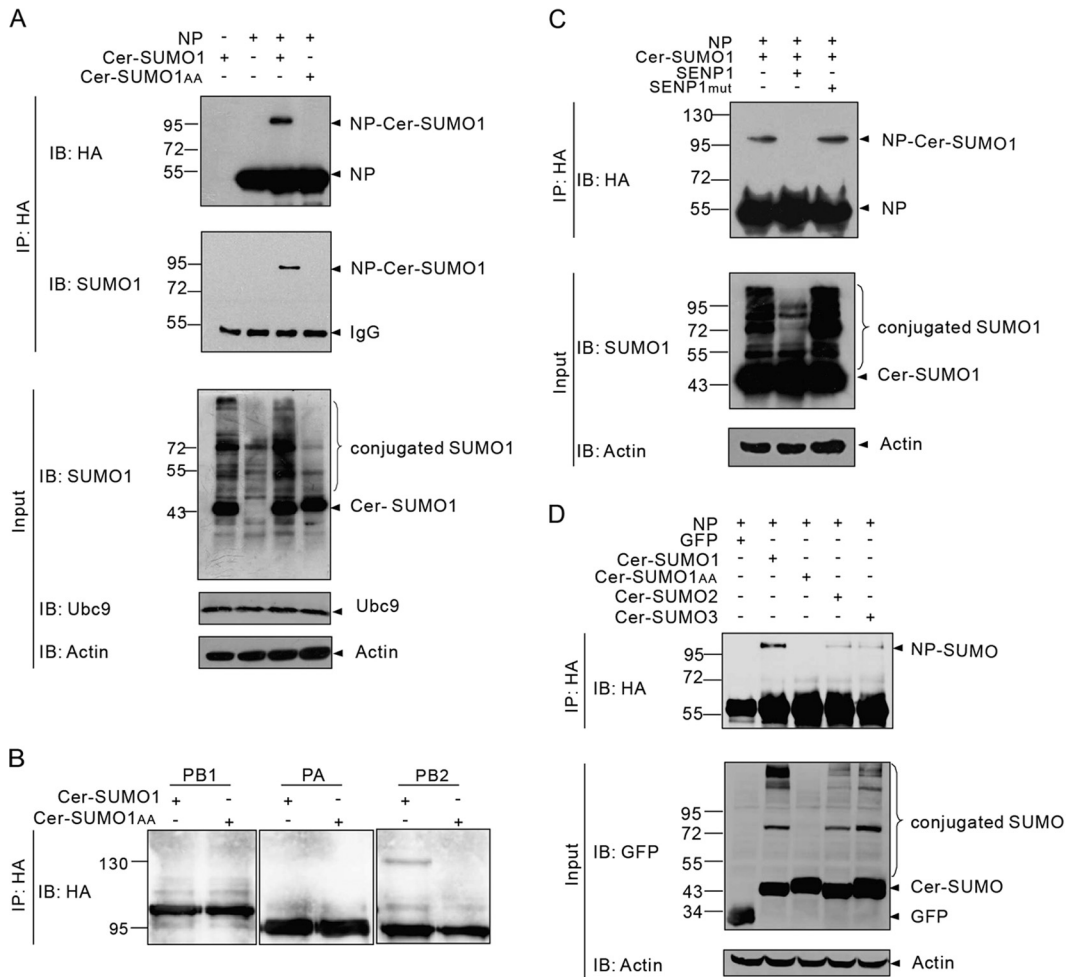 A
NP - + + +
Cer-SUMO1 + - + -
Cer-SUMO1AA - - - +
IP: HA
IB: HA
95
72
55
NP-Cer-SUMO1
NP
IB: SUMO1
95
72
55
NP-Cer-SUMO1
IgG
Input
IB: SUMO1
72
55
43
conjugated SUMO1
Cer- SUMO1
IB: Ubc9
Ubc9
IB: Actin
Actin
B
PB1 PA PB2
Cer-SUMO1 + - + - + -
Cer-SUMO1AA - + - + - +
IP: HA
IB: HA
130
95
C
NP + + +
Cer-SUMO1 + + +
SENP1 - + -
SENP1mut - - +
IP: HA
IB: HA
130
95
72
55
NP-Cer-SUMO1
NP
Input
IB: SUMO1
95
72
55
43
conjugated SUMO1
Cer-SUMO1
IB: Actin
Actin
D
NP + + + + +
GFP + - - - -
Cer-SUMO1 - + - - -
Cer-SUMO1AA - - + - -
Cer-SUMO2 - - - + -
Cer-SUMO3 - - - - +
IP: HA
IB: HA
95
72
55
NP-SUMO
Input
IB: GFP
95
72
55
43
34
conjugated SUMO
Cer-SUMO
GFP
IB: Actin
Actin